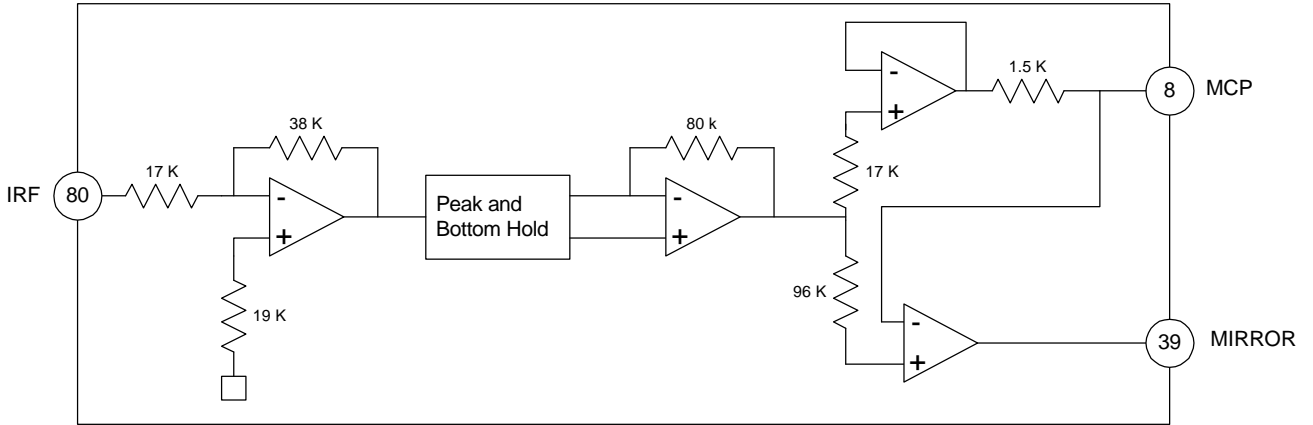 1.5 K
8
MCP
-
+
38 K
80 k
17 K
17 K
IRF
80
-
+
Peak and
Bottom Hold
-
+
19 K
96 K
-
+
39
MIRROR